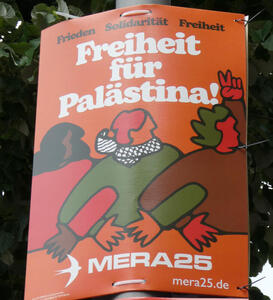 Frieden Solidarität Freiheit
Freiheit
für
Palästina!
MERA25
mera25.de